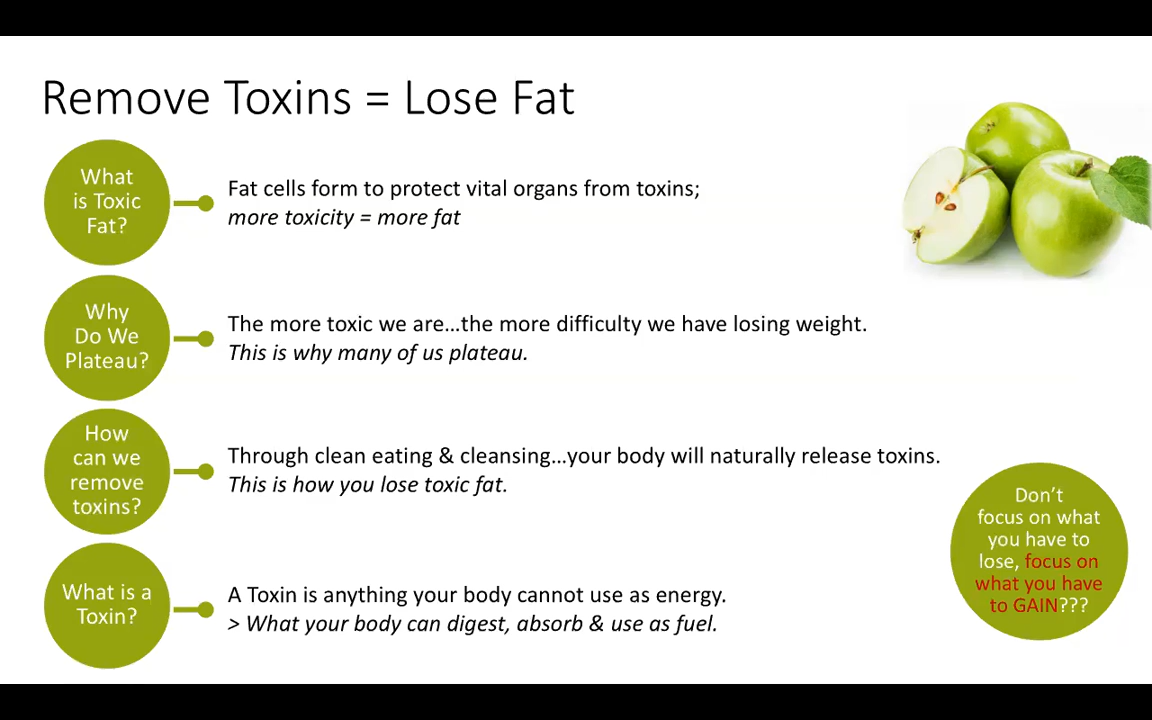 Remove Toxins = Lose Fat
What
is Toxic
Fat?
Fat cells form to protect vital organs from toxins;
more toxicity = more fat
Why
Do We
Plateau?
The more toxic we are…the more difficulty we have losing weight.
This is why many of us plateau.
How
can we
remove
toxins?
Through clean eating & cleansing…your body will naturally release toxins.
This is how you lose toxic fat.
What is a
Toxin?
A Toxin is anything your body cannot use as energy.
> What your body can digest, absorb & use as fuel.
Don’t
focus on what
you have to
lose, focus on
what you have
to GAIN???